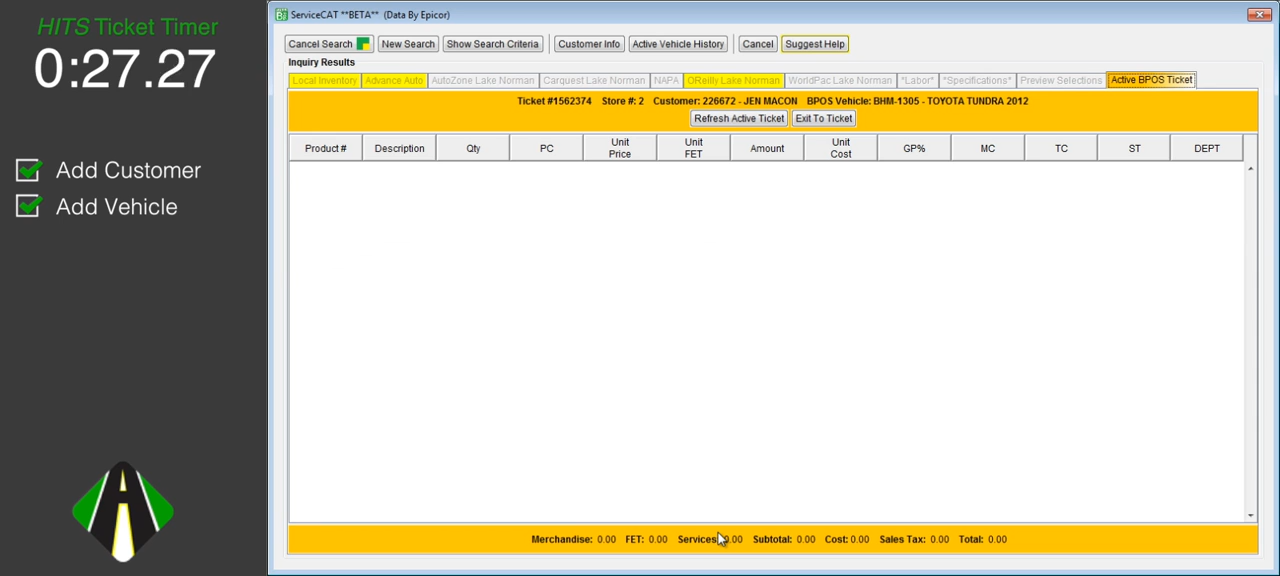 HITS Ticket Timer
0:27.27
Add Customer
Add Vehicle
ServiceCAT **BETA** (Data By Epicor)
Cancel Search New Search Show Search Criteria Customer Info Active Vehicle History Cancel Suggest Help
Inquiry Results
Local Inventory Advance Auto AutoZone Lake Norman Carquest Lake Norman NAPA OReilly Lake Norman WorldPac Lake Norman *Labor* *Specifications* Preview Selections Active BPOS Ticket
Ticket #1562374 Store #: 2 Customer: 226672 - JEN MACON BPOS Vehicle: BHM-1305 - TOYOTA TUNDRA 2012
Refresh Active Ticket Exit To Ticket
Product # Description Qty PC Unit Price Unit FET Amount Unit Cost GP% MC TC ST DEPT
Merchandise: 0.00 FET: 0.00 Services: 0.00 Subtotal: 0.00 Cost: 0.00 Sales Tax: 0.00 Total: 0.00